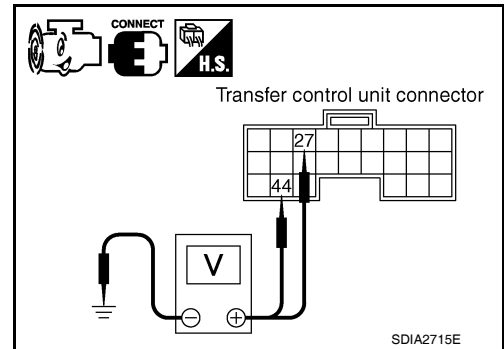 CONNECT
H.S.
Transfer control unit connector
27
44
V
− +
SDIA2715E